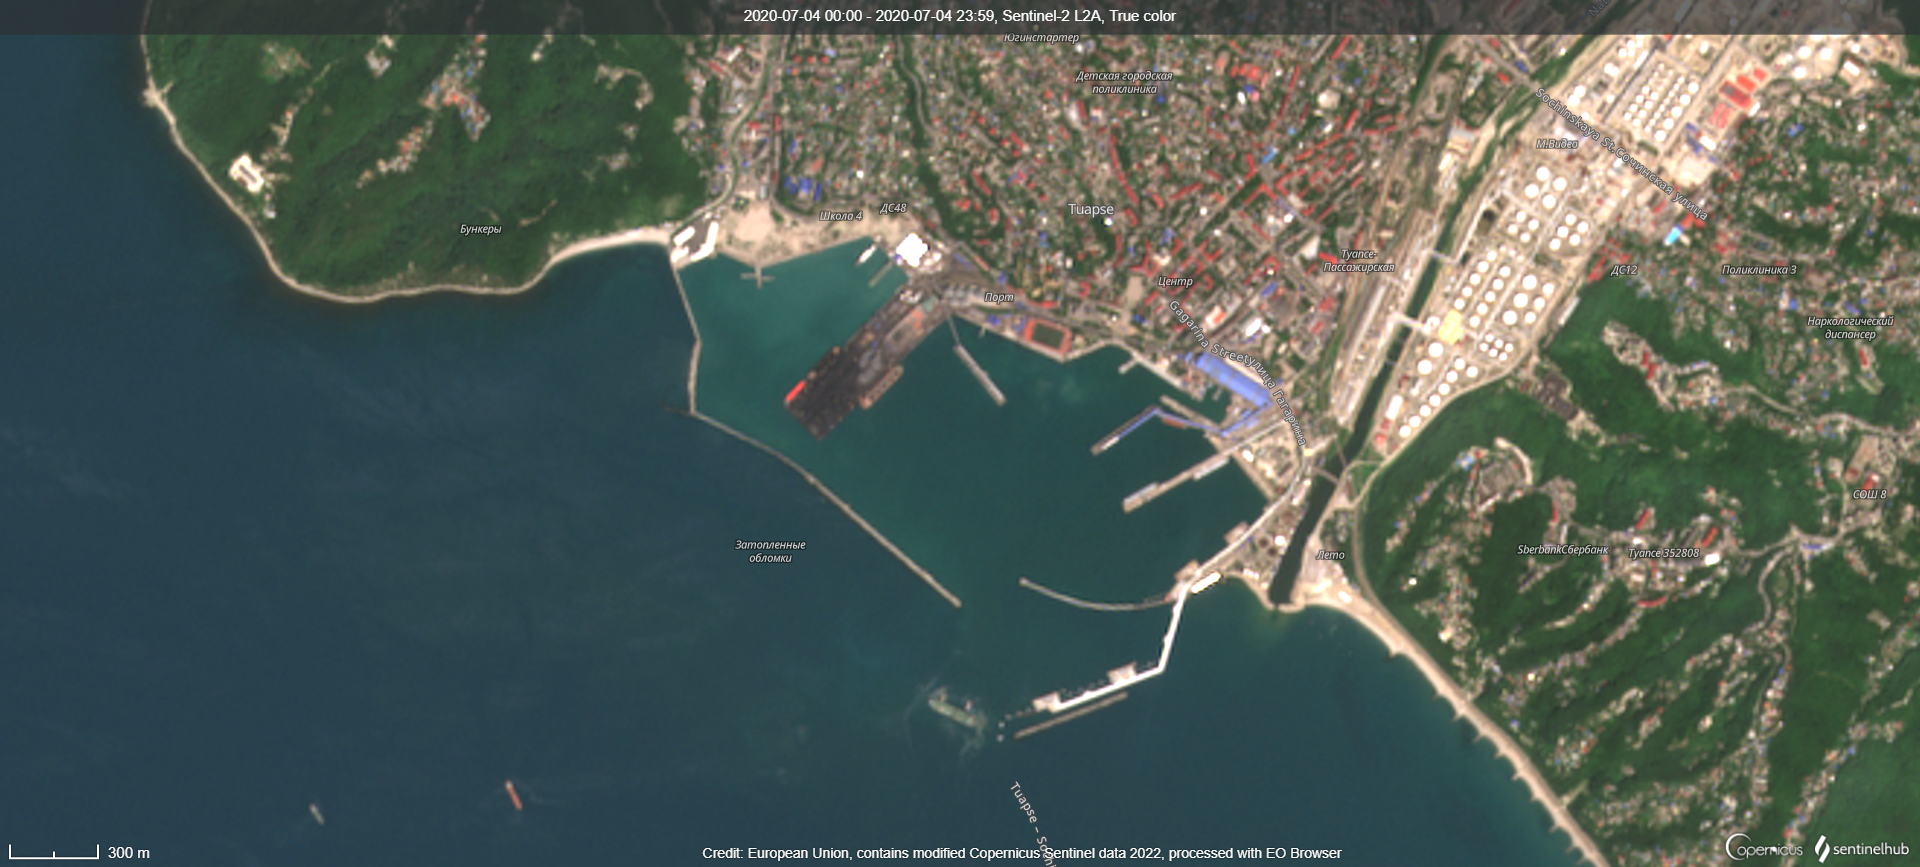 2020-07-04 00:00 - 2020-07-04 23:59, Sentinel-2 L2A, True color
Югинстартер
Детская городская
поликлиника
Sochinskaya St.Сочинская улица
М.Видео
Школа 4
ДС48
Tuapse
Бункеры
Туапсе-
Пассажирская
ДС12
Поликлиника 3
Центр
Порт
Gagarina Streetулица Гагарина
Наркологический
диспансер
СОШ 8
Затопленные
обломки
Лето
SberbankСбербанк
Туапсе 352808
Tuapse – Sochi
300 m
Credit: European Union, contains modified Copernicus Sentinel data 2022, processed with EO Browser
Copernicus
sentinelhub